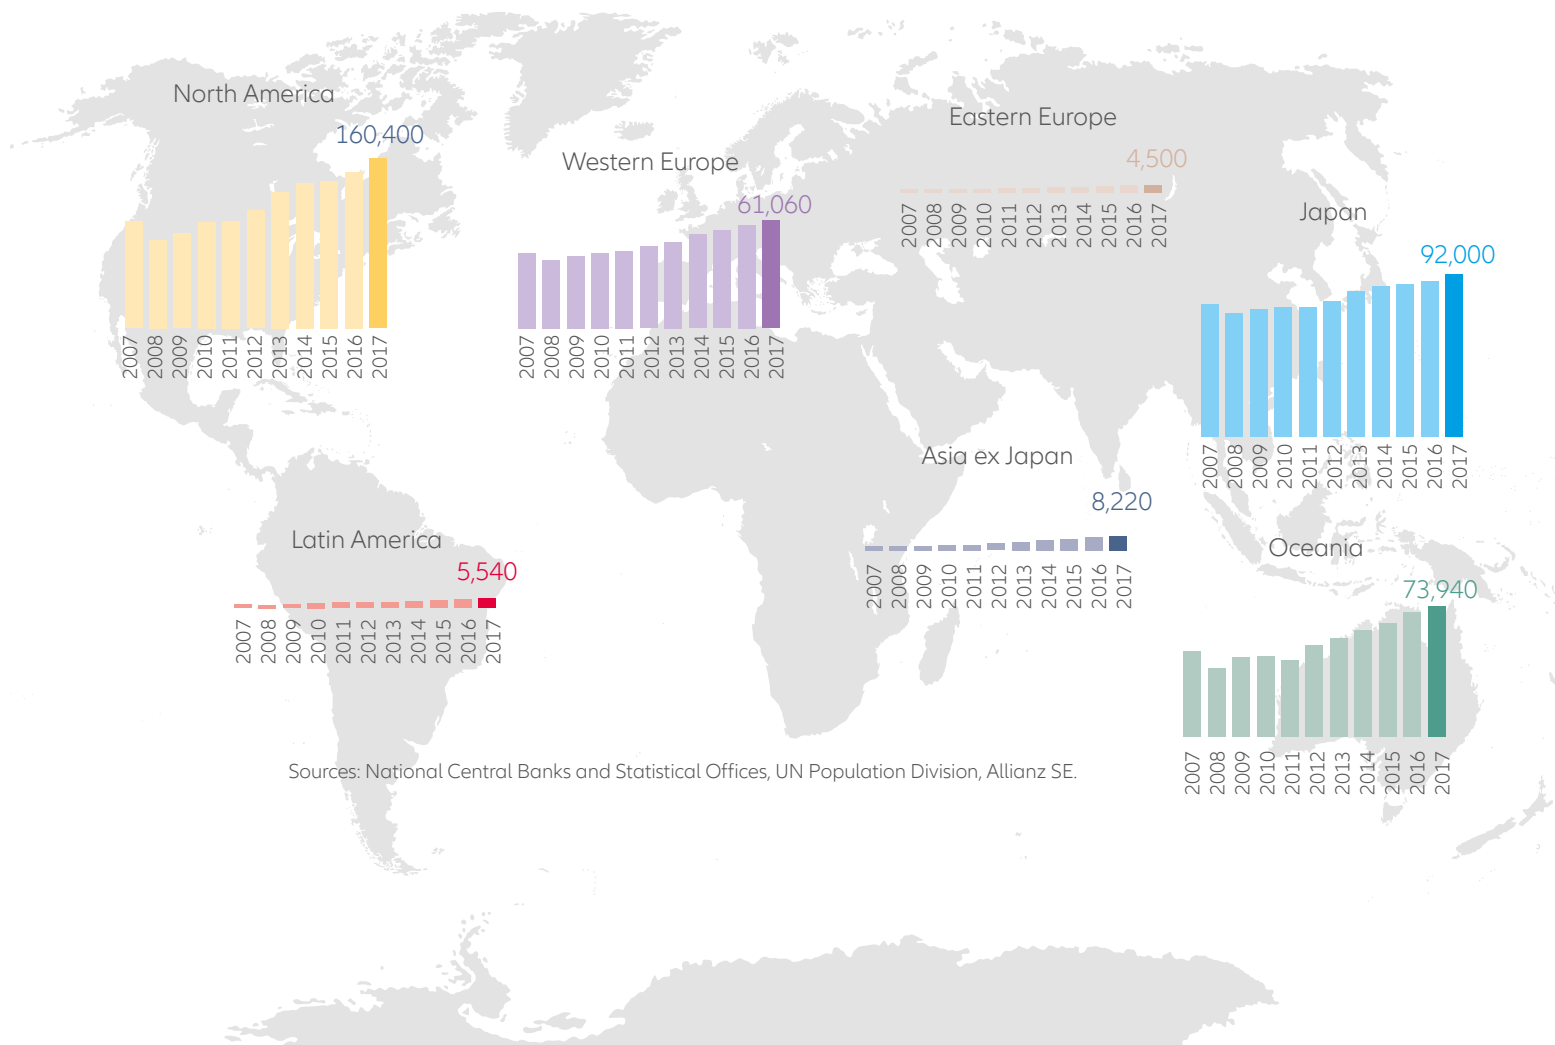 North America
160,400
2007 2008 2009 2010 2011 2012 2013 2014 2015 2016 2017
Western Europe
61,060
2007 2008 2009 2010 2011 2012 2013 2014 2015 2016 2017
Eastern Europe
4,500
2007 2008 2009 2010 2011 2012 2013 2014 2015 2016 2017
Japan
92,000
2007 2008 2009 2010 2011 2012 2013 2014 2015 2016 2017
Asia ex Japan
8,220
2007 2008 2009 2010 2011 2012 2013 2014 2015 2016 2017
Latin America
5,540
2007 2008 2009 2010 2011 2012 2013 2014 2015 2016 2017
Oceania
73,940
2007 2008 2009 2010 2011 2012 2013 2014 2015 2016 2017
Sources: National Central Banks and Statistical Offices, UN Population Division, Allianz SE.